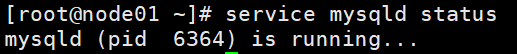 [root@node01 ~]# service mysqld status
mysqld (pid  6364) is running...